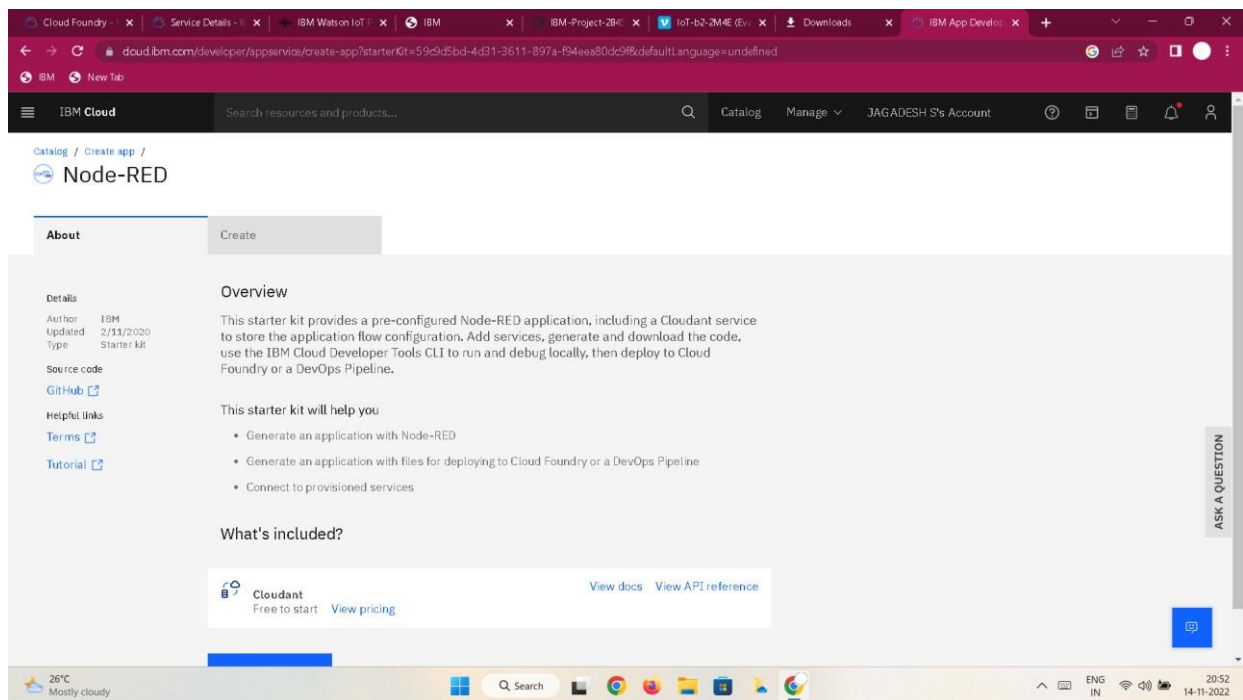 Cloud Foundry -
Service Details - I
IBM Watson IoT P
IBM
IBM-Project-284
IoT-b2-2M4E (Eve
Downloads
IBM App Develop
cloud.ibm.com/developer/appservice/create-app?starterKit=59c9d5bd-4d31-3611-897a-f94eea80dc9f&defaultLanguage=undefined
IBM New Tab
IBM Cloud Search resources and products... Catalog Manage JAGADESH S's Account
Catalog / Create app /
Node-RED
About Create
Details
Author IBM
Updated 2/11/2020
Type Starter kit
Source code
GitHub
Helpful links
Terms
Tutorial
Overview
This starter kit provides a pre-configured Node-RED application, including a Cloudant service
to store the application flow configuration. Add services, generate and download the code,
use the IBM Cloud Developer Tools CLI to run and debug locally, then deploy to Cloud
Foundry or a DevOps Pipeline.
This starter kit will help you
• Generate an application with Node-RED
• Generate an application with files for deploying to Cloud Foundry or a DevOps Pipeline
• Connect to provisioned services
What's included?
Cloudant View docs View API reference
Free to start View pricing
ASK A QUESTION
26°C
Mostly cloudy
Search
ENG
IN
20:52
14-11-2022